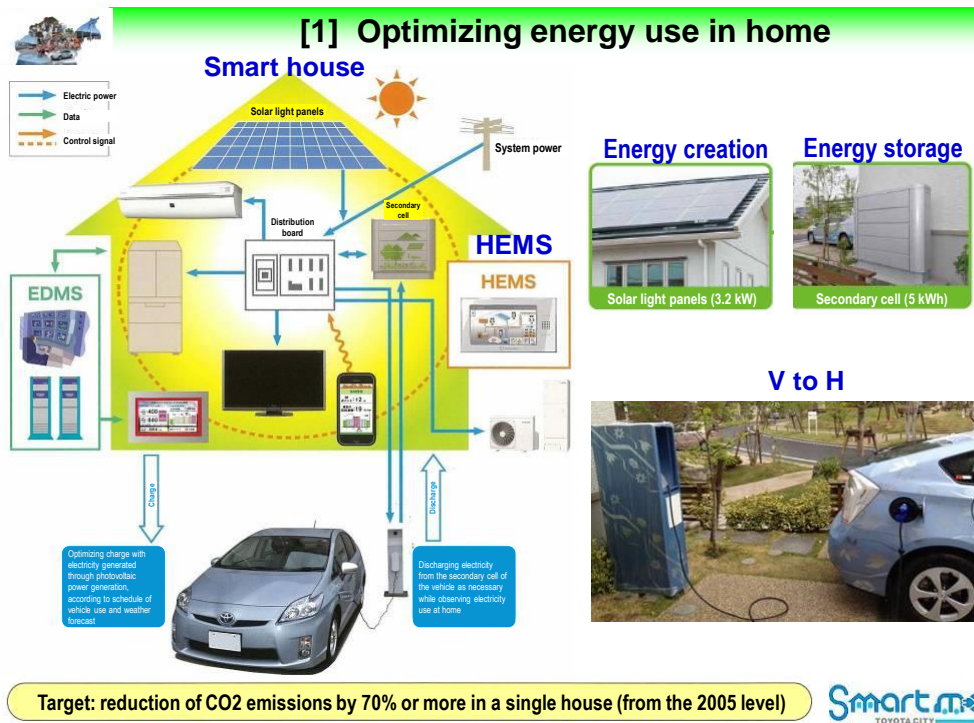 [1] Optimizing energy use in home
Smart house
Electric power
Data
Control signal
Solar light panels
System power
Energy creation
Energy storage
Distribution
board
Secondary
cell
HEMS
HEMS
EDMS
Solar light panels (3.2 kW)
Secondary cell (5 kWh)
V to H
Charge
Discharge
Optimizing charge with
electricity generated
through photovoltaic
power generation,
according to schedule of
vehicle use and weather
forecast
Discharging electricity
from the secondary cell of
the vehicle as necessary
while observing electricity
use at home
Target: reduction of CO2 emissions by 70% or more in a single house (from the 2005 level)
Smart
TOYOTA CITY